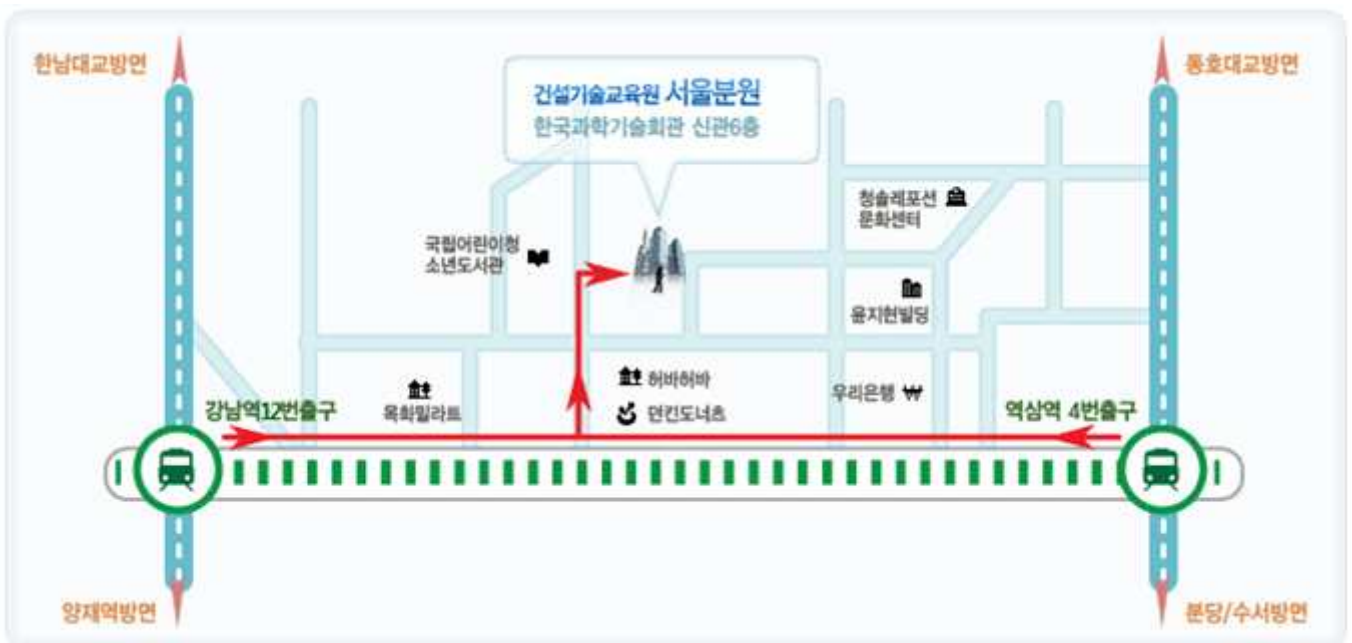 한남대교방면
동호대교방면
건설기술교육원 서울분원
한국과학기술회관 신관6층
청솔레포션
문화센터
국립어린이청
소년도서관
윤지현빌딩
허바허바
목화밀라트
우리은행
던킨도너츠
강남역12번출구
역삼역 4번출구
양재역방면
분당/수서방면